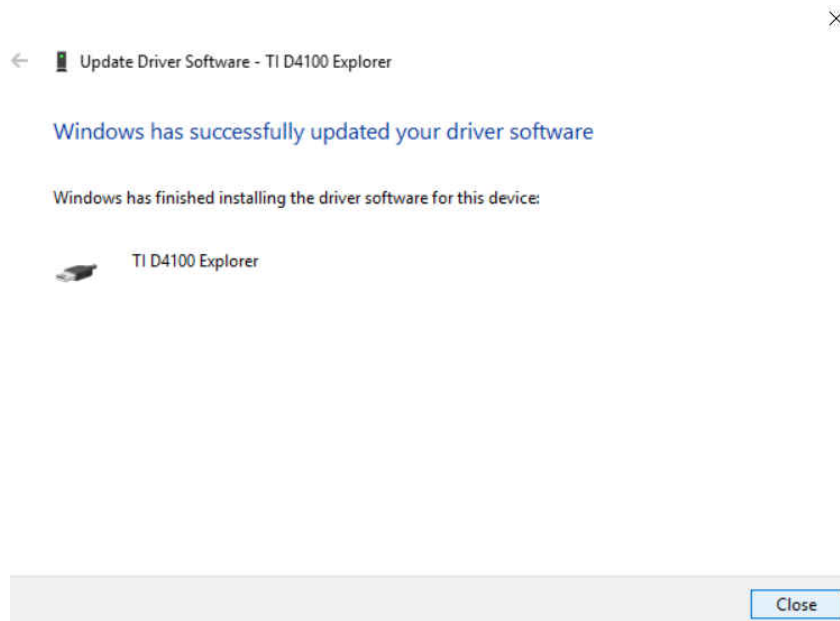 Update Driver Software - TI D4100 Explorer
Windows has successfully updated your driver software
Windows has finished installing the driver software for this device:
TI D4100 Explorer
Close